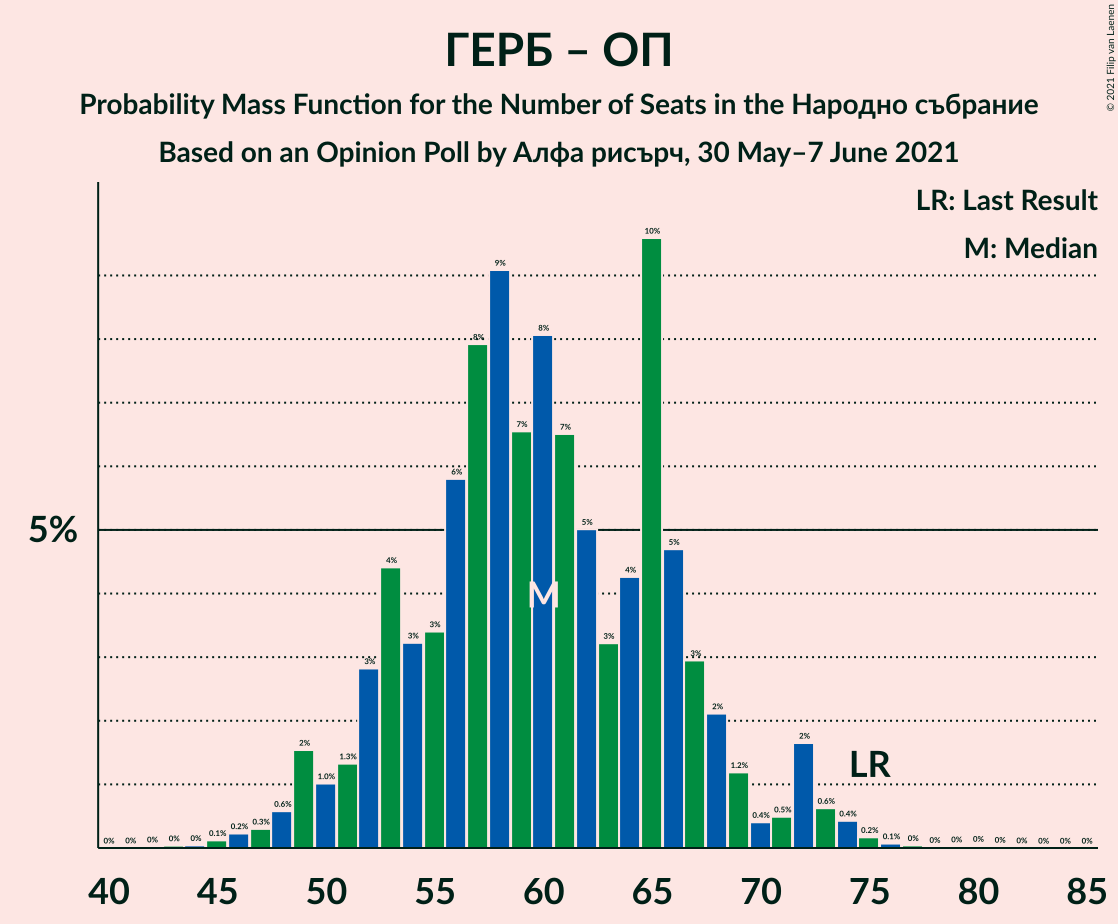 ГЕРБ – ОП
Probability Mass Function for the Number of Seats in the Народно събрание
Based on an Opinion Poll by Алфа рисърч, 30 May–7 June 2021
© 2021 Filip van Laenen
LR: Last Result
M: Median
5%
0% 0% 0% 0% 0% 0.1% 0.2% 0.3% 0.6% 2% 1.0% 1.3% 3% 4% 3% 3% 6% 8% 9% 7% 8% 7% 5% 3% 4% 10% 5% 3% 2% 1.2% 0.4% 0.5% 2% 0.6% 0.4% 0.2% 0.1% 0% 0% 0% 0% 0% 0% 0% 0% 0%
M
LR
40 45 50 55 60 65 70 75 80 85